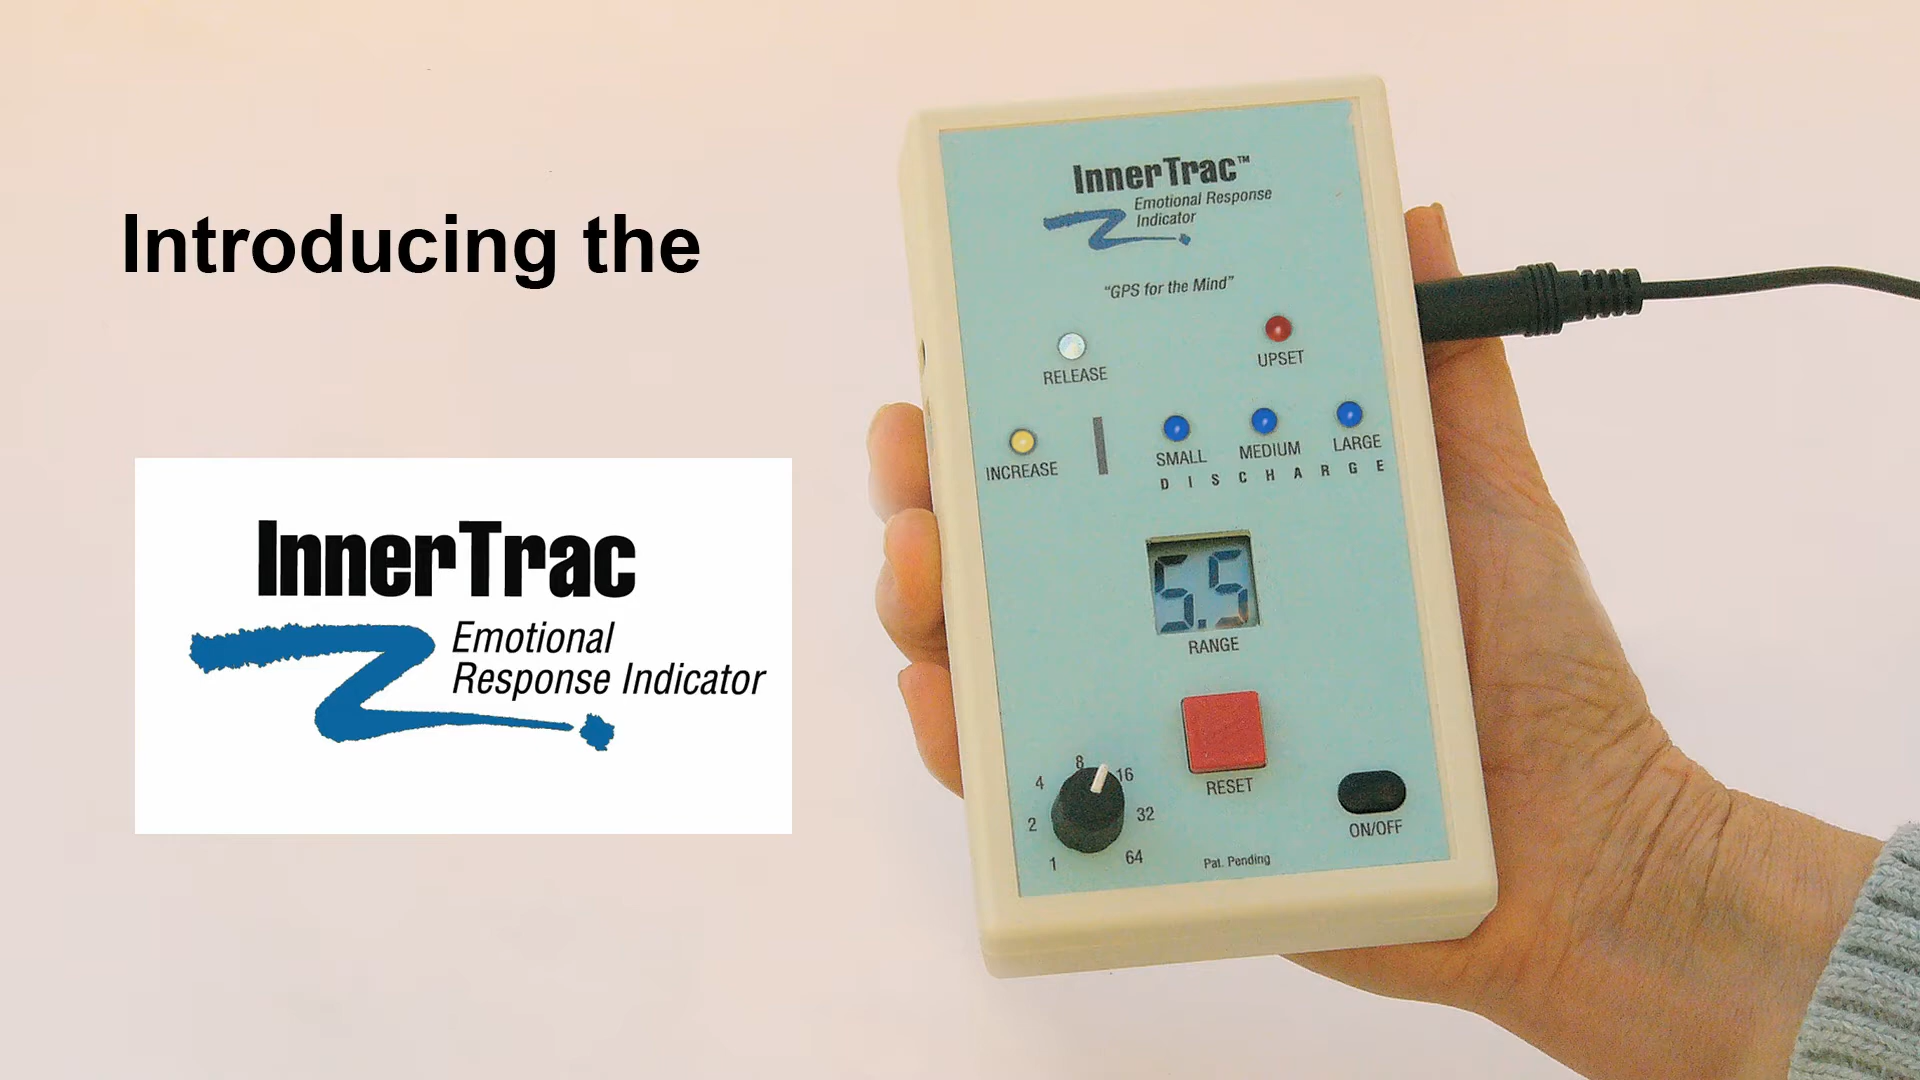 Introducing the
InnerTrac
Emotional
Response Indicator
InnerTrac™
Emotional Response
Indicator
"GPS for the Mind"
RELEASE
UPSET
INCREASE
SMALL
MEDIUM
LARGE
DISCHARGE
5.5
RANGE
RESET
1
2
4
8
16
32
64
ON/OFF
Pat. Pending